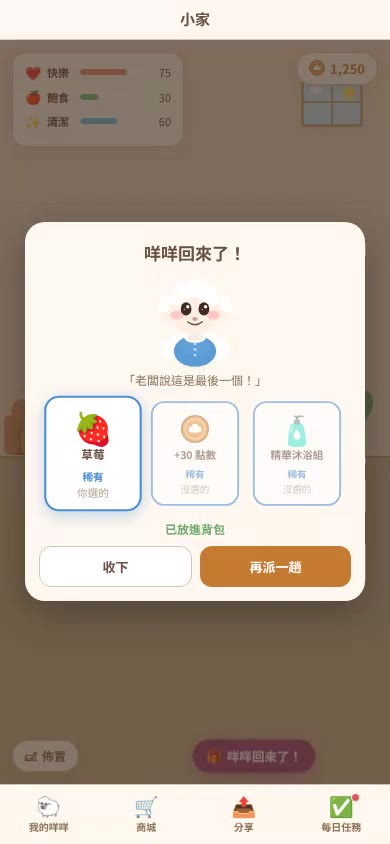 小家
快樂 75
1,250
飽食 30
清潔 60
咩咩回來了！
「老闆說這是最後一個！」
草莓
稀有
你選的
+30 點數
稀有
沒選的
精華沐浴組
稀有
沒選的
已放進背包
收下
再派一趟
佈置
咩咩回來了！
我的咩咩
商城
分享
每日任務